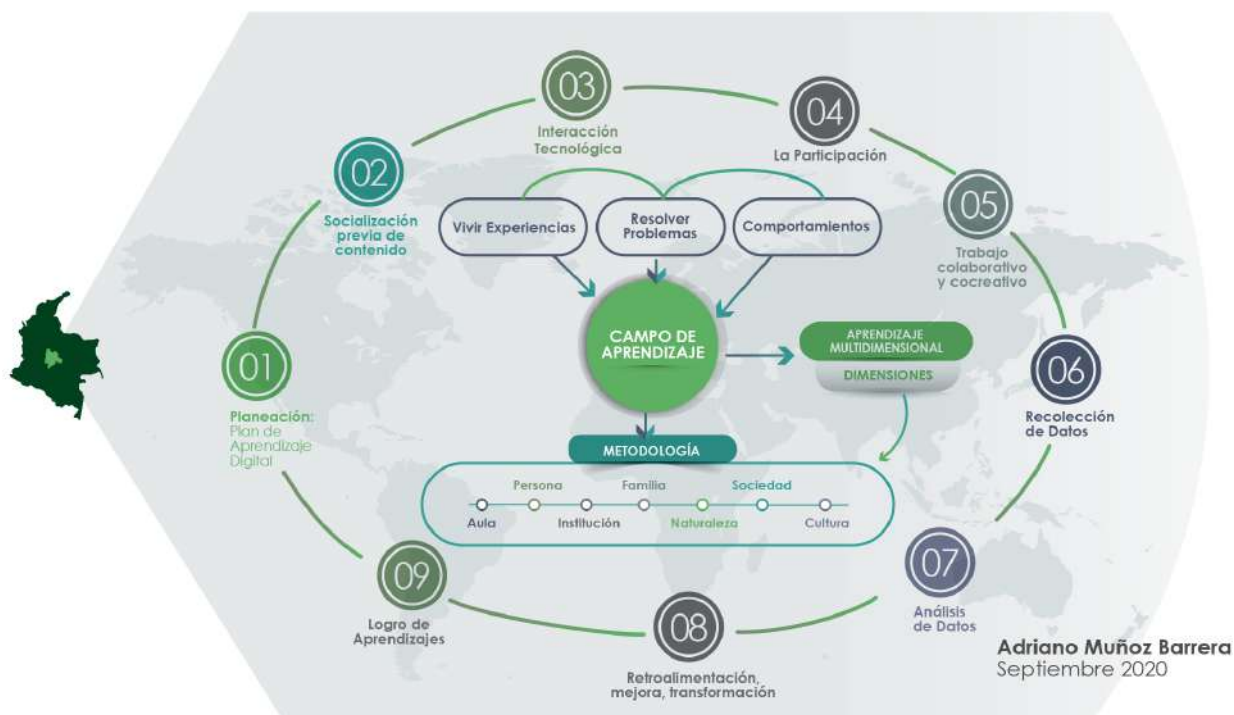 01
Planeación:
Plan de
Aprendizaje
Digital
02
Socialización
previa de
contenido
03
Interacción
Tecnológica
04
La Participación
05
Trabajo
colaborativo
y cocreativo
06
Recolección
de Datos
07
Análisis
de Datos
08
Retroalimentación,
mejora, transformación
09
Logro de
Aprendizajes
Vivir Experiencias
Resolver
Problemas
Comportamientos
CAMPO DE
APRENDIZAJE
APRENDIZAJE
MULTIDIMENSIONAL
DIMENSIONES
METODOLOGÍA
Aula
Persona
Institución
Familia
Naturaleza
Sociedad
Cultura
Adriano Muñoz Barrera
Septiembre 2020